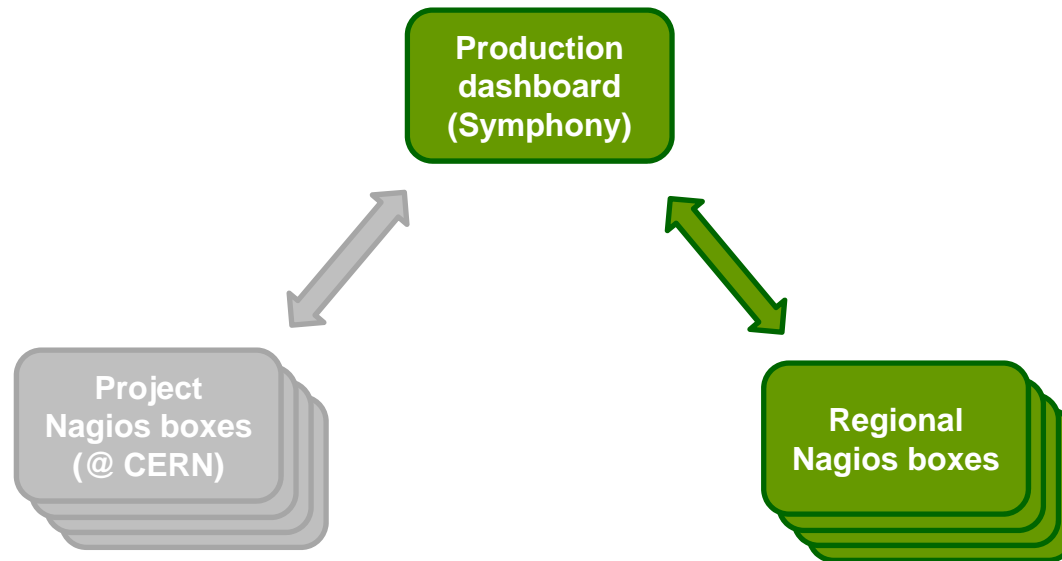 Production
dashboard
(Symphony)
Project
Nagios boxes
(@ CERN)
Regional
Nagios boxes